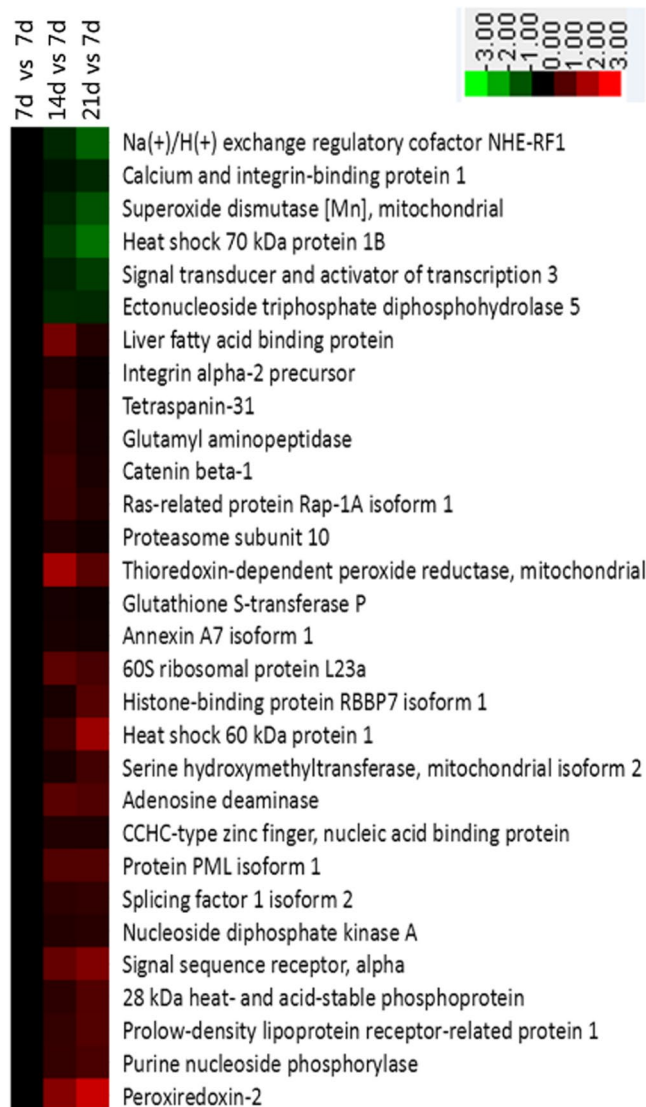 7d vs 7d
14d vs 7d
21d vs 7d
-3.00
-2.00
-1.00
0.00
1.00
2.00
3.00
Na(+)/H(+) exchange regulatory cofactor NHE-RF1
Calcium and integrin-binding protein 1
Superoxide dismutase [Mn], mitochondrial
Heat shock 70 kDa protein 1B
Signal transducer and activator of transcription 3
Ectonucleoside triphosphate diphosphohydrolase 5
Liver fatty acid binding protein
Integrin alpha-2 precursor
Tetraspanin-31
Glutamyl aminopeptidase
Catenin beta-1
Ras-related protein Rap-1A isoform 1
Proteasome subunit 10
Thioredoxin-dependent peroxide reductase, mitochondrial
Glutathione S-transferase P
Annexin A7 isoform 1
60S ribosomal protein L23a
Histone-binding protein RBBP7 isoform 1
Heat shock 60 kDa protein 1
Serine hydroxymethyltransferase, mitochondrial isoform 2
Adenosine deaminase
CCHC-type zinc finger, nucleic acid binding protein
Protein PML isoform 1
Splicing factor 1 isoform 2
Nucleoside diphosphate kinase A
Signal sequence receptor, alpha
28 kDa heat- and acid-stable phosphoprotein
Prolow-density lipoprotein receptor-related protein 1
Purine nucleoside phosphorylase
Peroxiredoxin-2